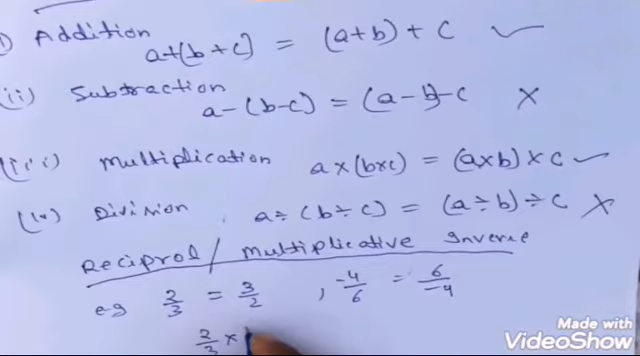 i) Addition
a+(b+c) = (a+b)+c ✓
(ii) Subtraction
a-(b-c) = (a-b)-c ×
(iii) Multiplication a×(b×c) = (a×b)×c ✓
(iv) Division, a÷(b÷c) = (a÷b)÷c ×
Reciprol / Multiplicative Inverse
eg 2/3 = 3/2 , -4/6 = 6/-4
2/3 ×
Made with
VideoShow